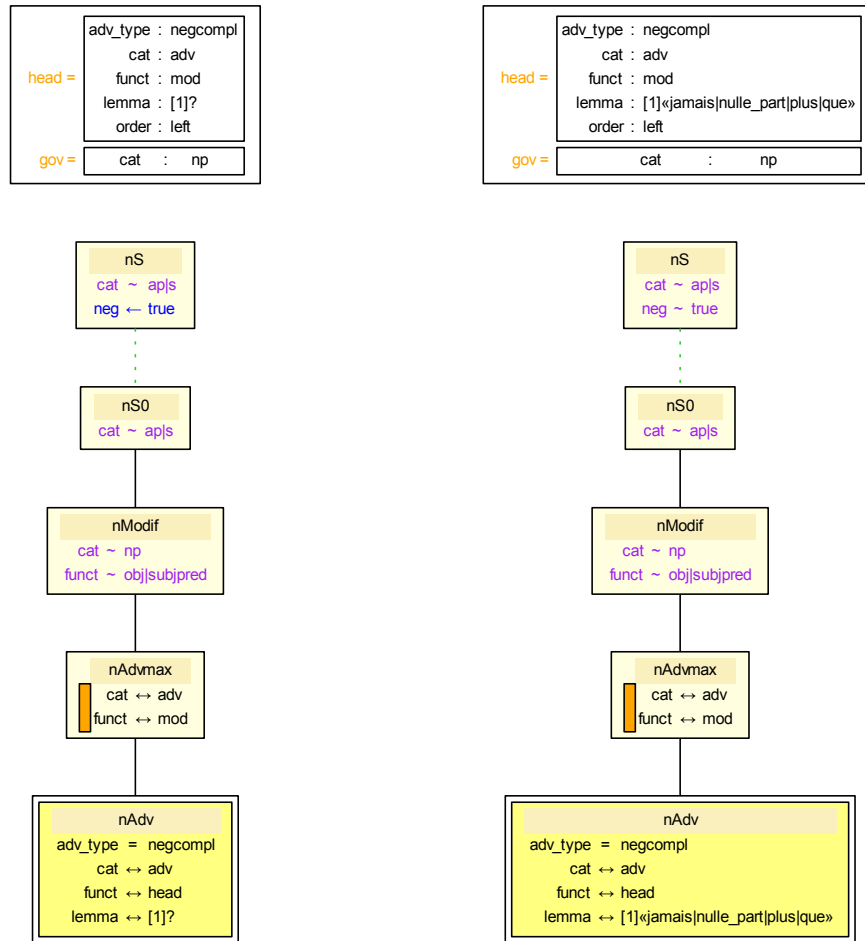 adv_type : negcompl
cat : adv
head =
funct : mod
lemma : [1]?
order : left
gov =
cat : np
nS
cat ~ ap|s
neg ← true
nS0
cat ~ ap|s
nModif
cat ~ np
funct ~ obj|subjpred
nAdvmax
cat ↔ adv
funct ↔ mod
nAdv
adv_type = negcompl
cat ↔ adv
funct ↔ head
lemma ↔ [1]?
adv_type : negcompl
cat : adv
head =
funct : mod
lemma : [1]«jamais|nulle_part|plus|que»
order : left
gov =
cat : np
nS
cat ~ ap|s
neg ~ true
nS0
cat ~ ap|s
nModif
cat ~ np
funct ~ obj|subjpred
nAdvmax
cat ↔ adv
funct ↔ mod
nAdv
adv_type = negcompl
cat ↔ adv
funct ↔ head
lemma ↔ [1]«jamais|nulle_part|plus|que»